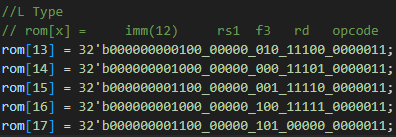 //L Type
// rom[x] =     imm(12)     rs1  f3   rd   opcode
rom[13] = 32'b000000000100_00000_010_11100_0000011;
rom[14] = 32'b000000001000_00000_000_11101_0000011;
rom[15] = 32'b000000001100_00000_001_11110_0000011;
rom[16] = 32'b000000001000_00000_100_11111_0000011;
rom[17] = 32'b000000001100_00000_101_00000_0000011;